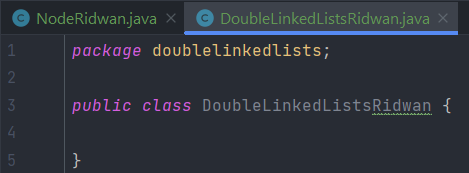 NodeRidwan.java DoubleLinkedListsRidwan.java
1 package doublelinkedlists;
2
3 public class DoubleLinkedListsRidwan {
4
5 }